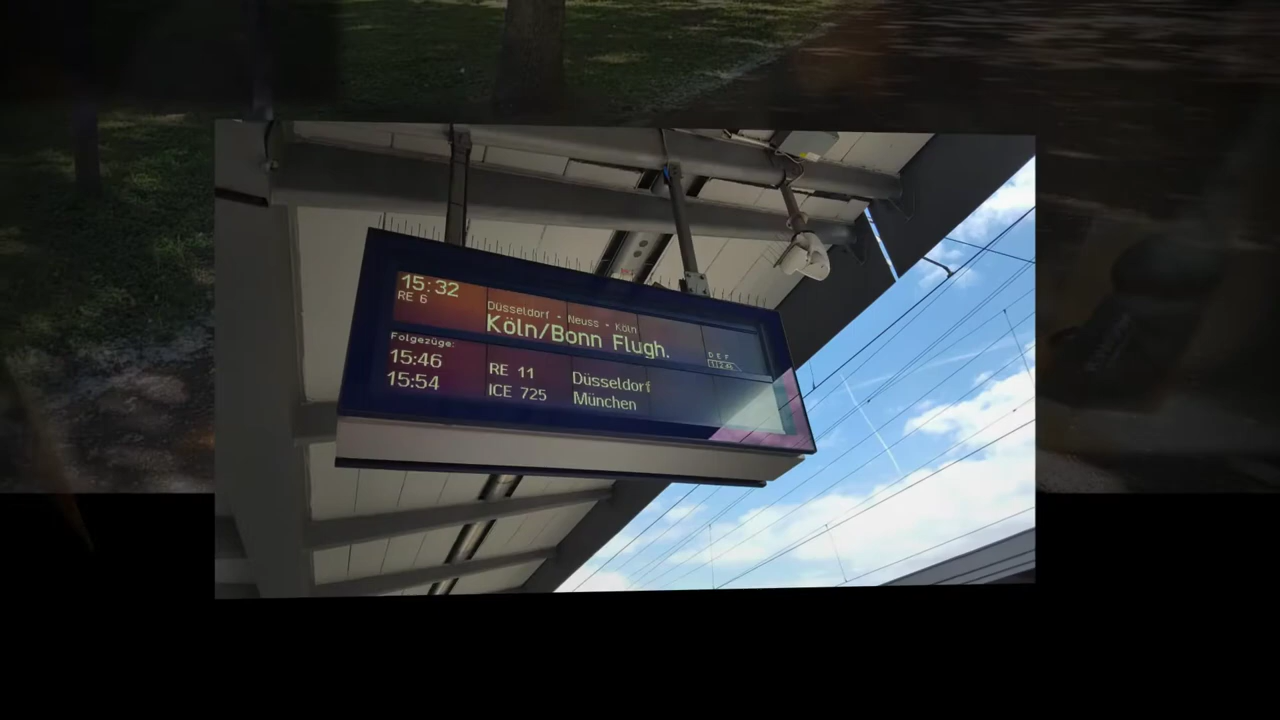 15:32
RE 6
Düsseldorf - Neuss - Köln
Köln/Bonn Flugh.
D E F
Folgezüge:
15:46 RE 11 Düsseldorf
15:54 ICE 725 München